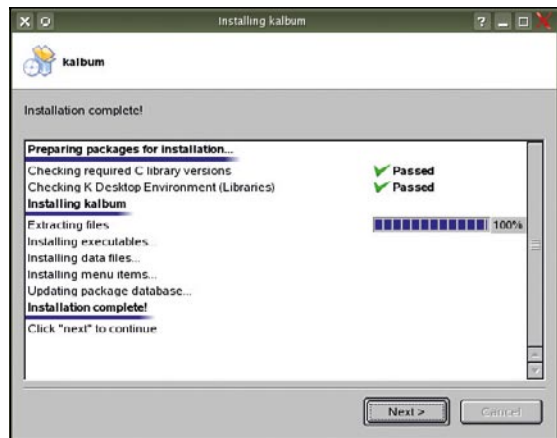 Installing kalbum
kalbum
Installation complete!
Preparing packages for installation...
Checking required C library versions Passed
Checking K Desktop Environment (Libraries) Passed
Installing kalbum
Extracting files 100%
Installing executables...
Installing data files...
Installing menu items...
Updating package database...
Installation complete!
Click "next" to continue
Next > Cancel